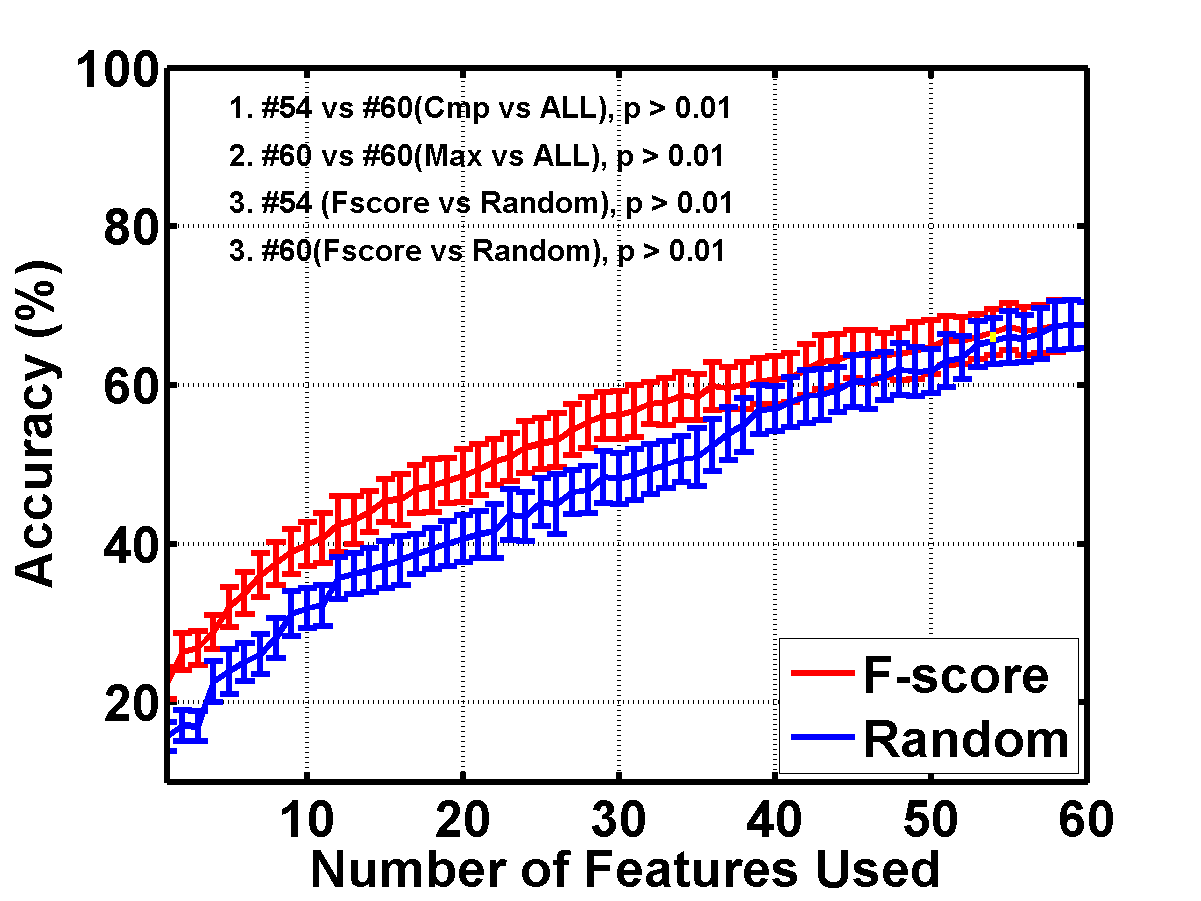 100
80
60
40
20
1. #54 vs #60(Cmp vs ALL), p > 0.01
2. #60 vs #60(Max vs ALL), p > 0.01
3. #54 (Fscore vs Random), p > 0.01
3. #60(Fscore vs Random), p > 0.01
Accuracy (%)
F-score
Random
10 20 30 40 50 60
Number of Features Used